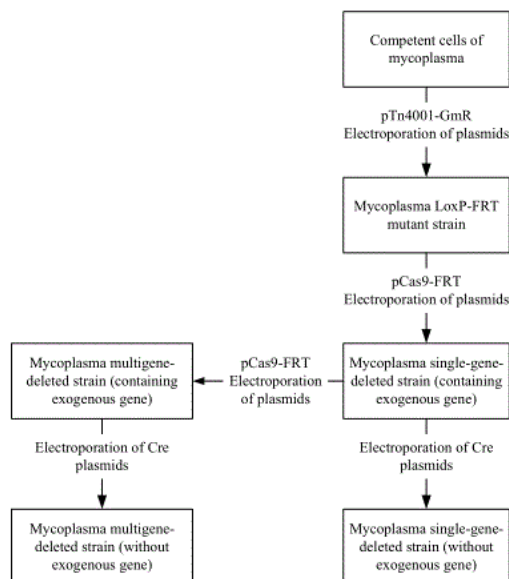 Competent cells of
mycoplasma
pTn4001-GmR
Electroporation of plasmids
Mycoplasma LoxP-FRT
mutant strain
pCas9-FRT
Electroporation of plasmids
Mycoplasma multigene-
deleted strain (containing
exogenous gene)
pCas9-FRT
Electroporation
of plasmids
Mycoplasma single-gene-
deleted strain (containing
exogenous gene)
Electroporation of Cre
plasmids
Electroporation of Cre
plasmids
Mycoplasma multigene-
deleted strain (without
exogenous gene)
Mycoplasma single-gene-
deleted strain (without
exogenous gene)